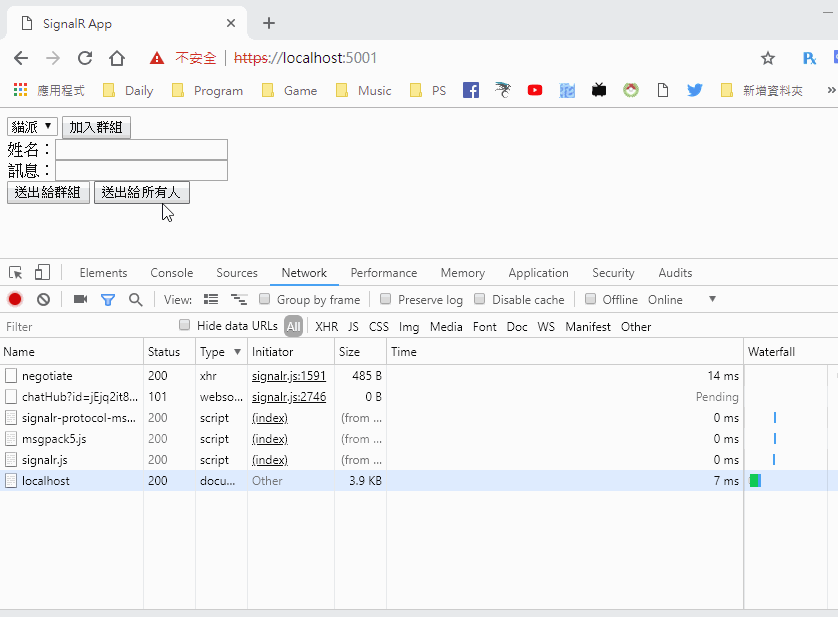 SignalR App
不安全 https://localhost:5001
應用程式 Daily Program Game Music PS 新增資料夾 »
貓派 加入群組
姓名：
訊息：
送出給群組 送出給所有人
Elements Console Sources Network Performance Memory Application Security Audits
View: Group by frame Preserve log Disable cache Offline Online
Filter Hide data URLs All XHR JS CSS Img Media Font Doc WS Manifest Other
Name Status Type Initiator Size Time Waterfall
negotiate 200 xhr signalr.js:1591 485 B 14 ms
chatHub?id=jEjq2it8... 101 webso... signalr.js:2746 0 B Pending
signalr-protocol-ms... 200 script (index) (from ... 0 ms
msgpack5.js 200 script (index) (from ... 0 ms
signalr.js 200 script (index) (from ... 0 ms
localhost 200 docu... Other 3.9 KB 7 ms